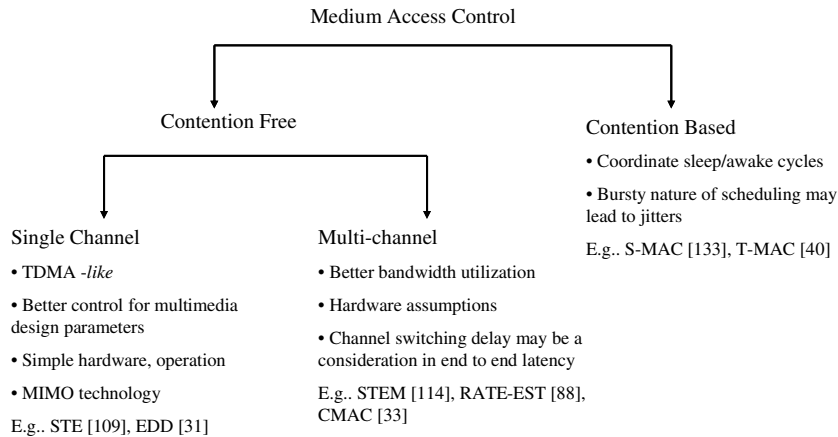 Medium Access Control
Contention Free
Contention Based
• Coordinate sleep/awake cycles
• Bursty nature of scheduling may
lead to jitters
E.g.. S-MAC [133], T-MAC [40]
Single Channel
• TDMA -like
• Better control for multimedia
design parameters
• Simple hardware, operation
• MIMO technology
E.g.. STE [109], EDD [31]
Multi-channel
• Better bandwidth utilization
• Hardware assumptions
• Channel switching delay may be a
consideration in end to end latency
E.g.. STEM [114], RATE-EST [88],
CMAC [33]